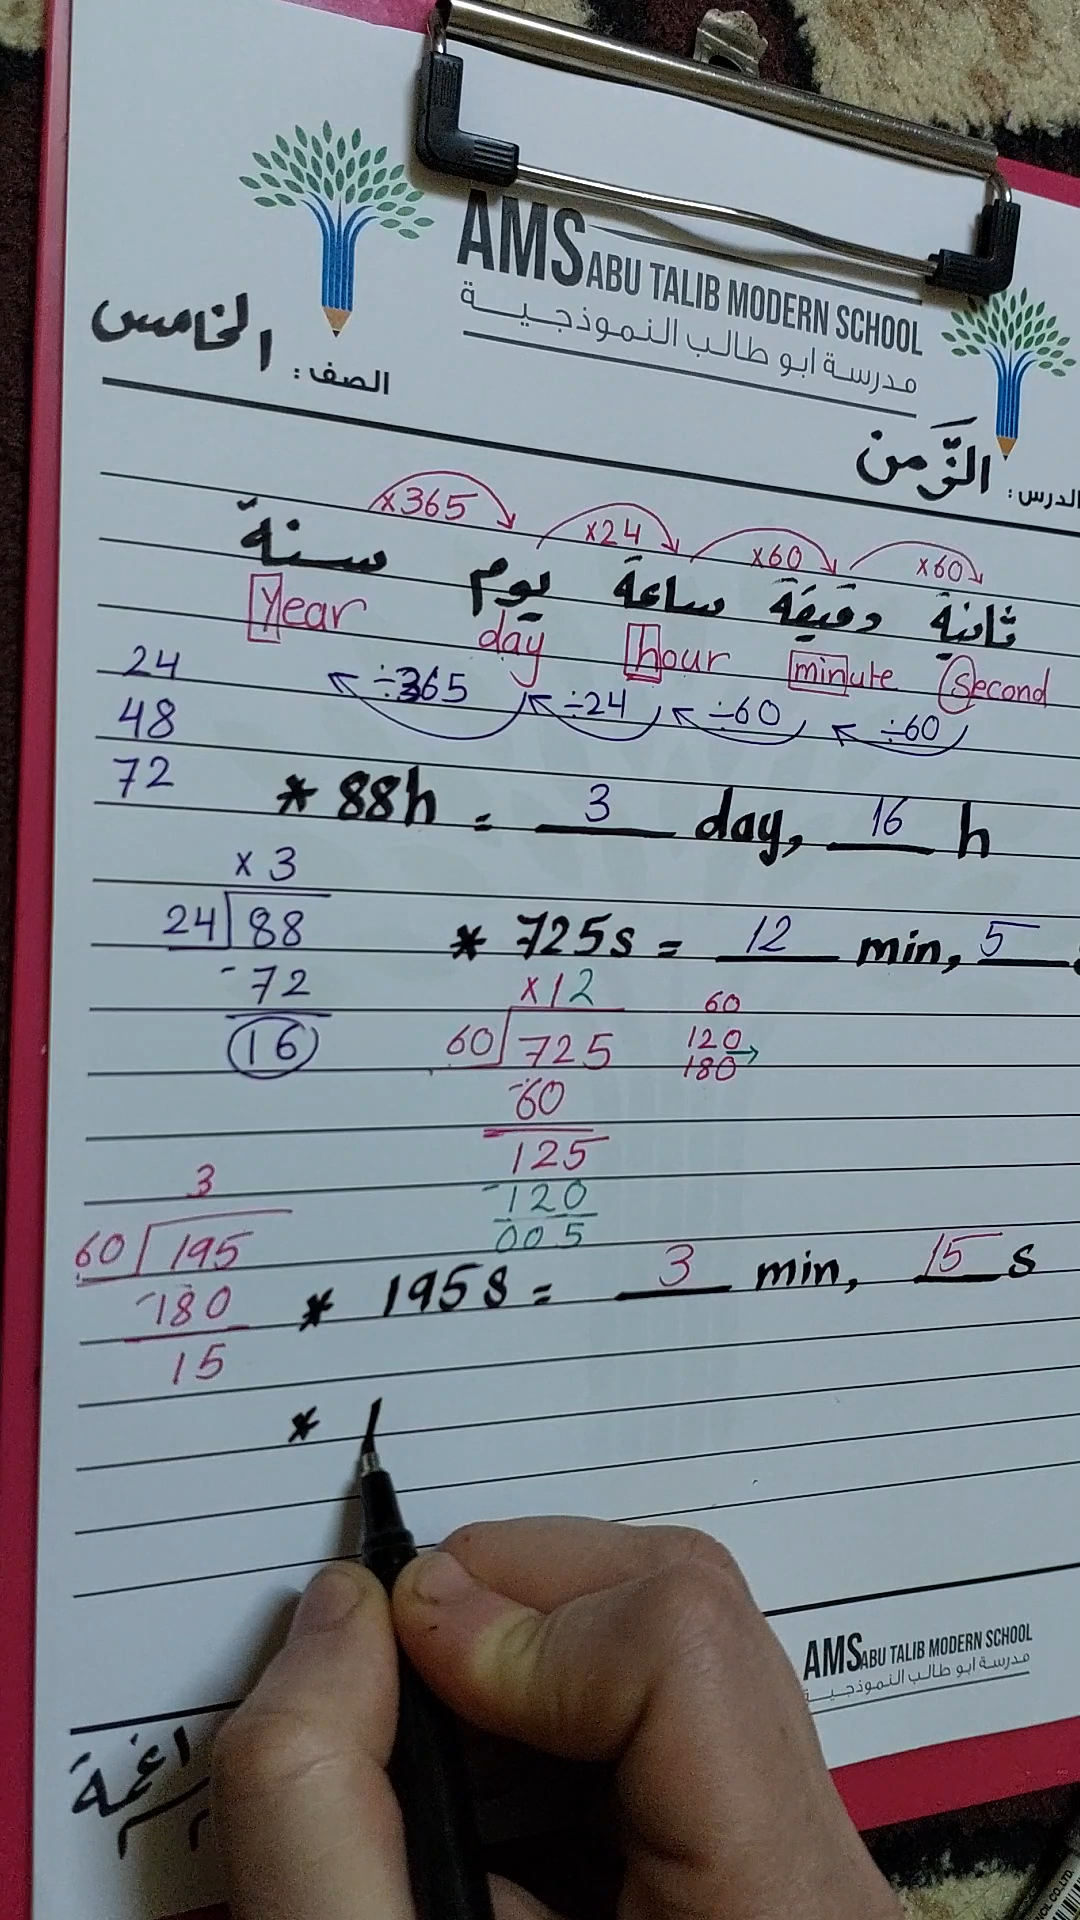 AMS ABU TALIB MODERN SCHOOL
مدرسة ابو طالب النموذجية
الصف: الخامس
الدرس: الزَّمن
×365 ×24 ×60 ×60
سنة يوم ساعة دقيقة ثانية
Year day hour minute second
÷365 ÷24 ÷60 ÷60
24
48
72
* 88h = 3 day, 16 h
× 3
24 88
-72
16
* 725s = 12 min, 5
×12
60 725
-60
125
-120
005
60
120
180
3
60 195
-180
15
* 195s = 3 min, 15 s
*
AMS ABU TALIB MODERN SCHOOL
مدرسة ابو طالب النموذجية